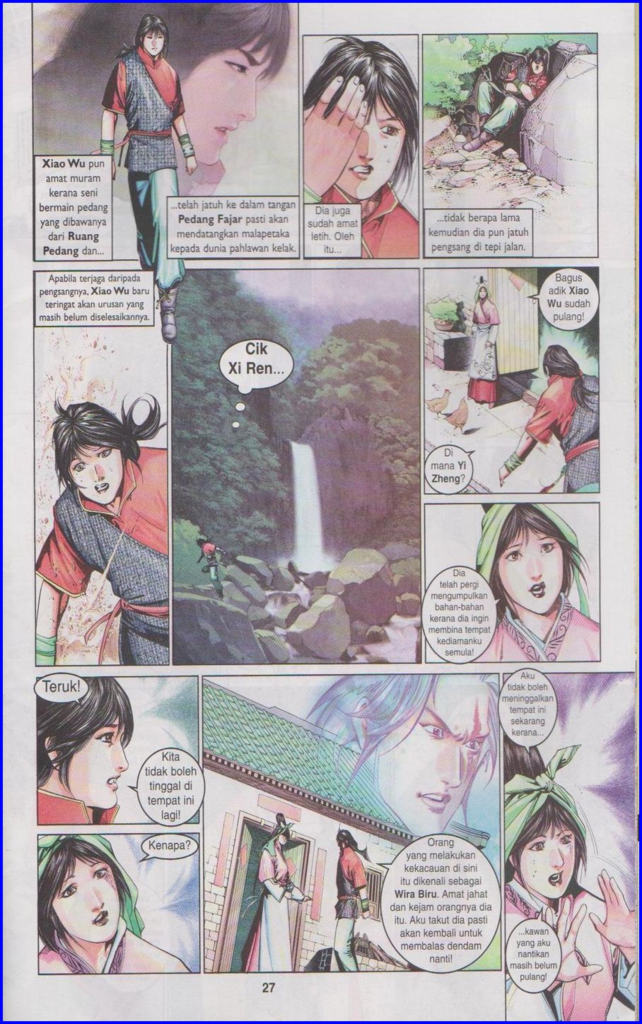 Xiao Wu pun
amat muram
kerana seni
bermain pedang
yang dibawanya
dari Ruang
Pedang dan...
...telah jatuh ke dalam tangan
Pedang Fajar pasti akan
mendatangkan malapetaka
kepada dunia pahlawan kelak.
Dia juga
sudah amat
letih. Oleh
itu...
...tidak berapa lama
kemudian dia pun jatuh
pengsang di tepi jalan.
Apabila terjaga daripada
pengsangnya, Xiao Wu baru
teringat akan urusan yang
masih belum diselesaikannya.
Cik
Xi Ren...
Bagus
adik Xiao
Wu sudah
pulang!
Di
mana Yi
Zheng?
Dia
telah pergi
mengumpulkan
bahan-bahan
kerana dia ingin
membina tempat
kediamanku
semula!
Teruk!
Kita
tidak boleh
tinggal di
tempat ini
lagi!
Kenapa?
Orang
yang melakukan
kekacauan di sini
itu dikenali sebagai
Wira Biru. Amat jahat
dan kejam orangnya dia
itu. Aku takut dia pasti
akan kembali untuk
membalas dendam
nanti!
Aku
tidak boleh
meninggalkan
tempat ini
sekarang
kerana...
...kawan
yang aku
nantikan
masih belum
pulang!
27